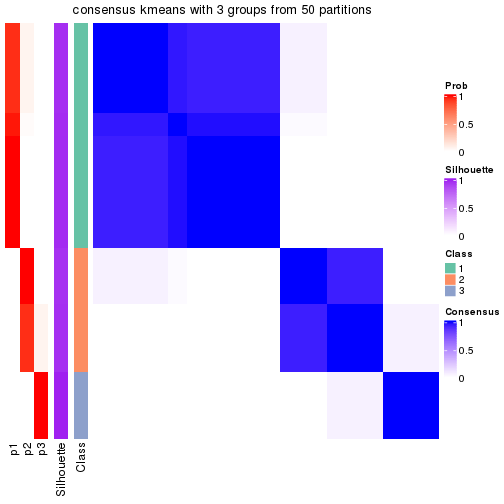 consensus kmeans with 3 groups from 50 partitions
Prob
1
0.5
0
Silhouette
1
0.5
0
Class
1
2
3
Consensus
1
0.5
0
p1
p2
p3
Silhouette
Class